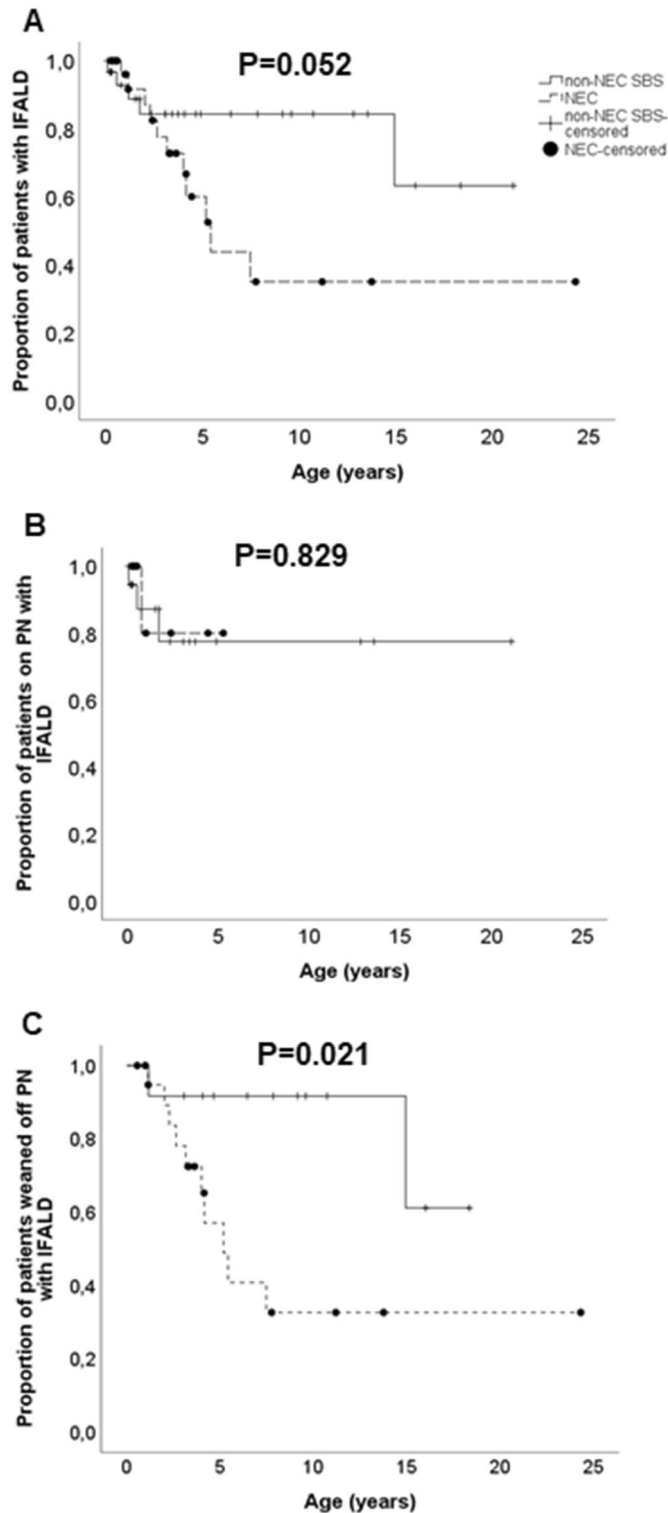 A
P=0.052
non-NEC SBS
NEC
non-NEC SBS-
censored
NEC-censored
Proportion of patients with IFALD
1,0
0,8
0,6
0,4
0,2
0,0
0 5 10 15 20 25
Age (years)
B
P=0.829
Proportion of patients on PN with
IFALD
1,0
0,8
0,6
0,4
0,2
0,0
0 5 10 15 20 25
Age (years)
C
P=0.021
Proportion of patients weaned off PN
with IFALD
1,0
0,8
0,6
0,4
0,2
0,0
0 5 10 15 20 25
Age (years)